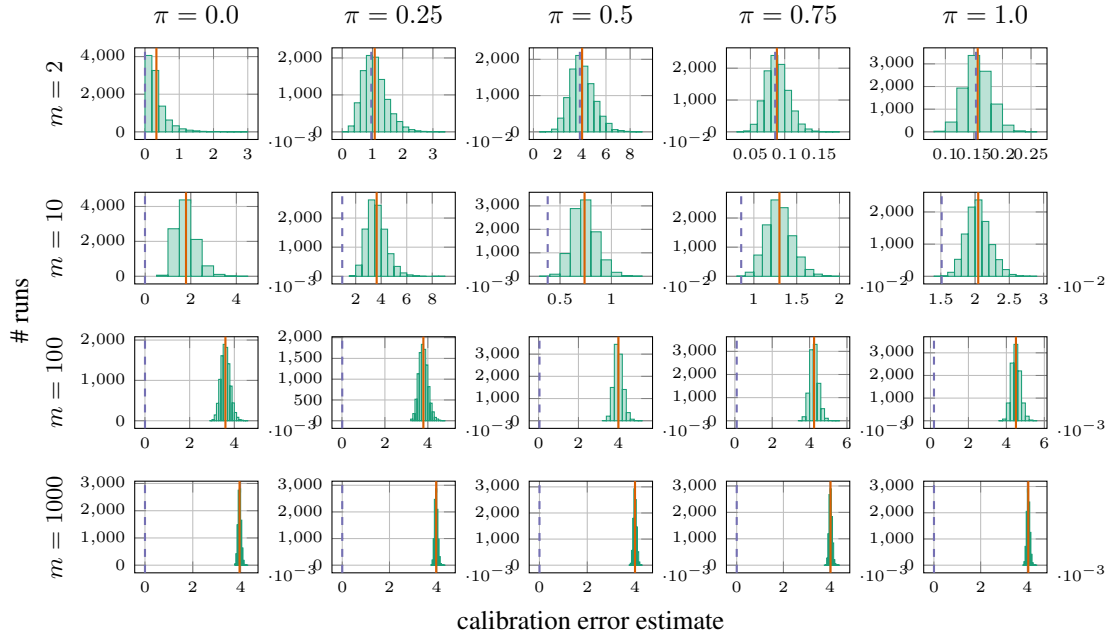 π = 0.0 π = 0.25 π = 0.5 π = 0.75 π = 1.0
# runs
m = 2
4,000 2,000 0
0 1 2 3
·10⁻³
2,000 1,000 0
0 1 2 3
·10⁻²
2,000 1,000 0
0 2 4 6 8
·10⁻²
2,000 1,000 0
0.05 0.1 0.15
3,000 2,000 1,000 0
0.1 0.15 0.2 0.25
m = 10
4,000 2,000 0
0 2 4
·10⁻³
2,000 1,000 0
2 4 6 8
·10⁻³
3,000 2,000 1,000 0
0.5 1
·10⁻²
2,000 1,000 0
1 1.5 2
·10⁻²
2,000 1,000 0
1.5 2 2.5 3
·10⁻²
m = 100
2,000 1,000 0
0 2 4
·10⁻³
2,000 1,500 1,000 500 0
0 2 4
·10⁻³
3,000 2,000 1,000 0
0 2 4
·10⁻³
3,000 2,000 1,000 0
0 2 4 6
·10⁻³
3,000 2,000 1,000 0
0 2 4 6
·10⁻³
m = 1000
3,000 2,000 1,000 0
0 2 4
·10⁻³
3,000 2,000 1,000 0
0 2 4
·10⁻³
3,000 2,000 1,000 0
0 2 4
·10⁻³
3,000 2,000 1,000 0
0 2 4
·10⁻³
3,000 2,000 1,000 0
0 2 4
·10⁻³
calibration error estimate